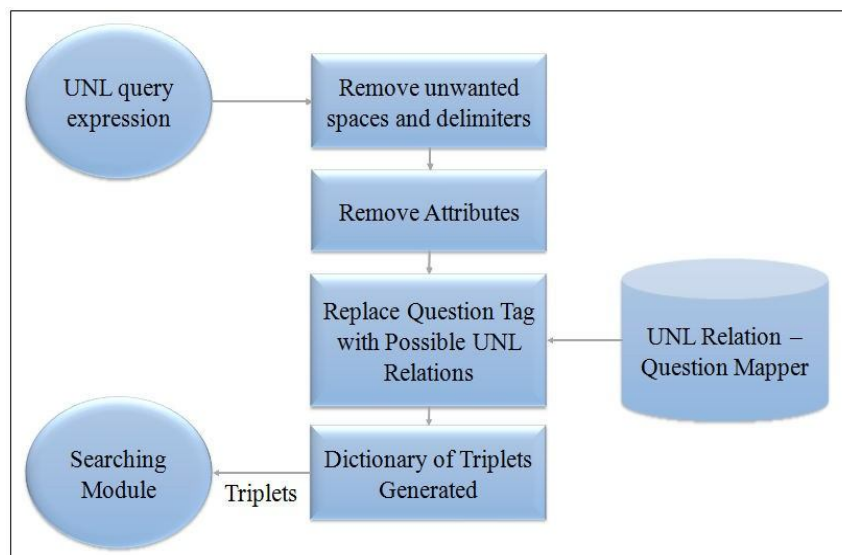 UNL query
expression
Remove unwanted
spaces and delimiters
Remove Attributes
Replace Question Tag
with Possible UNL
Relations
UNL Relation –
Question Mapper
Dictionary of Triplets
Generated
Triplets
Searching
Module